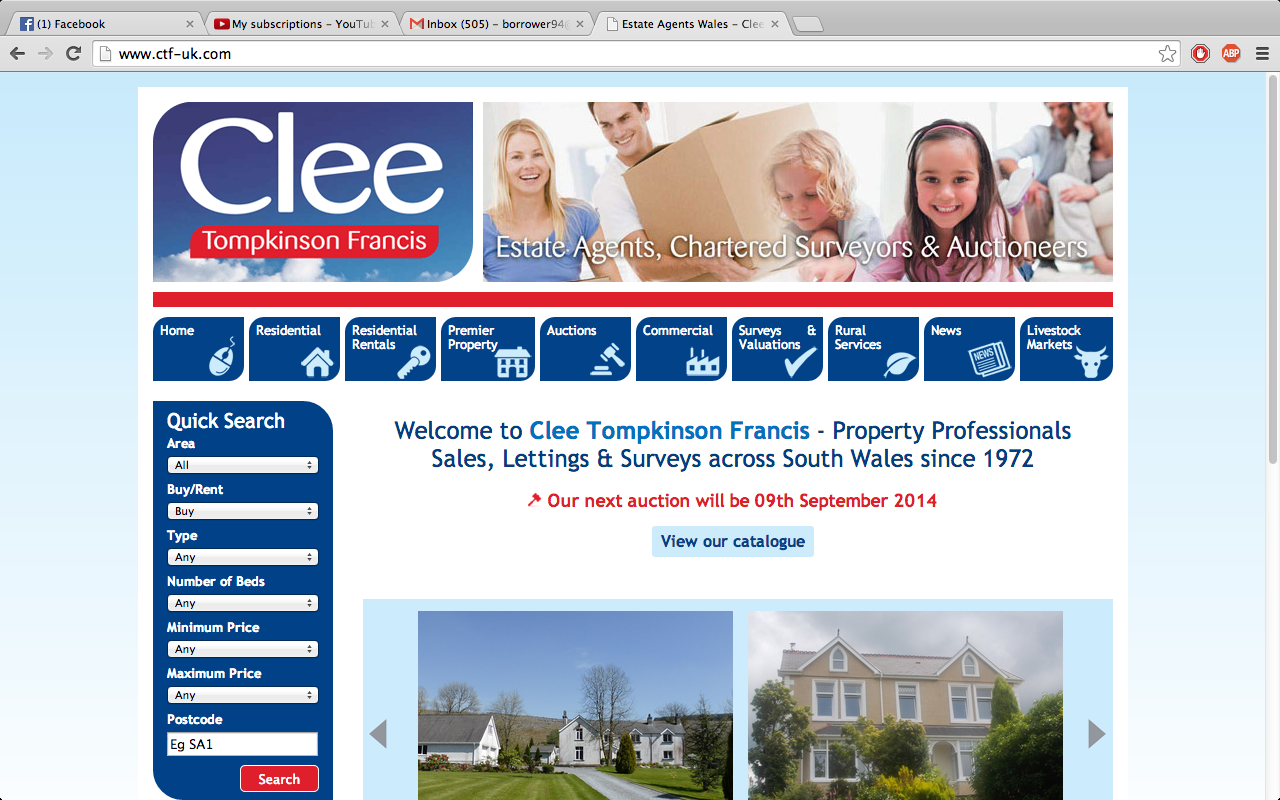 (1) Facebook
My subscriptions – YouTub
Inbox (505) – borrower94@
Estate Agents Wales – Clee
www.ctf-uk.com
ABP
Clee
Tompkinson Francis
Estate Agents, Chartered Surveyors & Auctioneers
Home
Residential
Residential
Rentals
Premier
Property
Auctions
Commercial
Surveys &
Valuations
Rural
Services
News
NEWS
Livestock
Markets
Quick Search
Area
All
Buy/Rent
Buy
Type
Any
Number of Beds
Any
Minimum Price
Any
Maximum Price
Any
Postcode
Eg SA1
Search
Welcome to Clee Tompkinson Francis - Property Professionals
Sales, Lettings & Surveys across South Wales since 1972
Our next auction will be 09th September 2014
View our catalogue